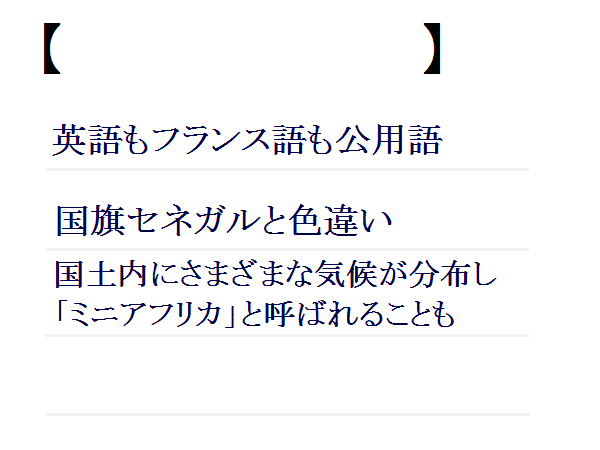 【 】
英語もフランス語も公用語
国旗セネガルと色違い
国土内にさまざまな気候が分布し
「ミニアフリカ」と呼ばれることも